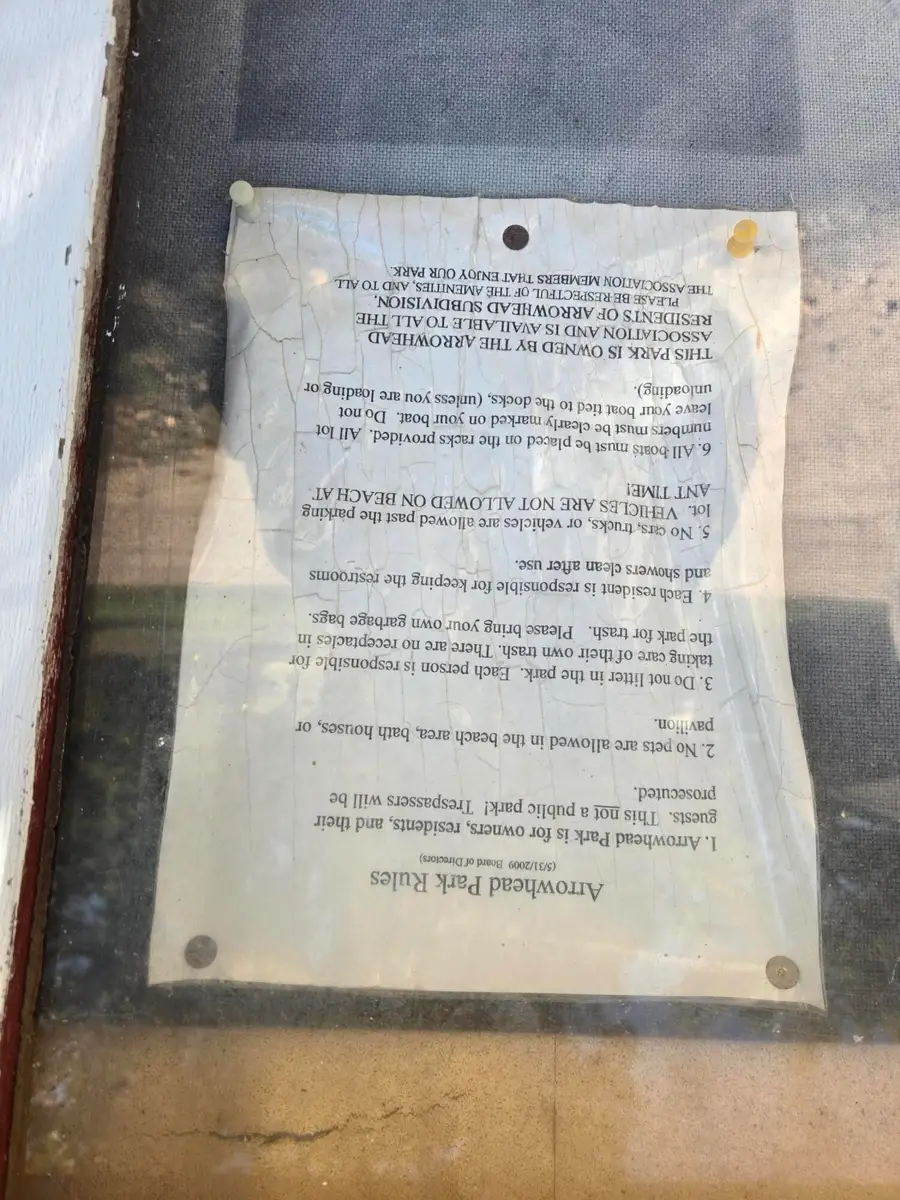 Arrowhead Park Rules
(5/31/2009 Board of Directors)
1. Arrowhead Park is for owners, residents, and their
guests. This not a public park! Trespassers will be
prosecuted.
2. No pets are allowed in the beach area, bath houses, or
pavilion.
3. Do not litter in the park. Each person is responsible for
taking care of their own trash. There are no receptacles in
the park for trash. Please bring your own garbage bags.
4. Each resident is responsible for keeping the restrooms
and showers clean after use.
5. No cars, trucks, or vehicles are allowed past the parking
lot. VEHICLES ARE NOT ALLOWED ON BEACH AT
ANT TIME!
6. All boats must be placed on the racks provided. All lot
numbers must be clearly marked on your boat. Do not
leave your boat tied to the docks, (unless you are loading or
unloading).
THIS PARK IS OWNED BY THE ARROWHEAD
ASSOCIATION AND IS AVAILABLE TO ALL THE
RESIDENTS OF ARROWHEAD SUBDIVISION.
PLEASE BE RESPECTFUL OF THE AMENITIES, AND TO ALL
THE ASSOCIATION MEMBERS THAT ENJOY OUR PARK.